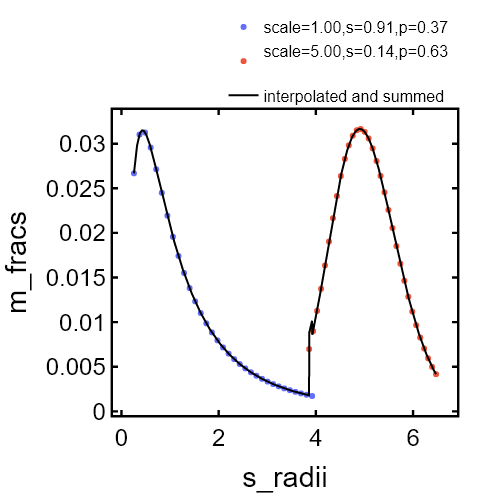 scale=1.00,s=0.91,p=0.37
scale=5.00,s=0.14,p=0.63
interpolated and summed
0.03
0.025
0.02
0.015
0.01
0.005
0
m_fracs
0 2 4 6
s_radii